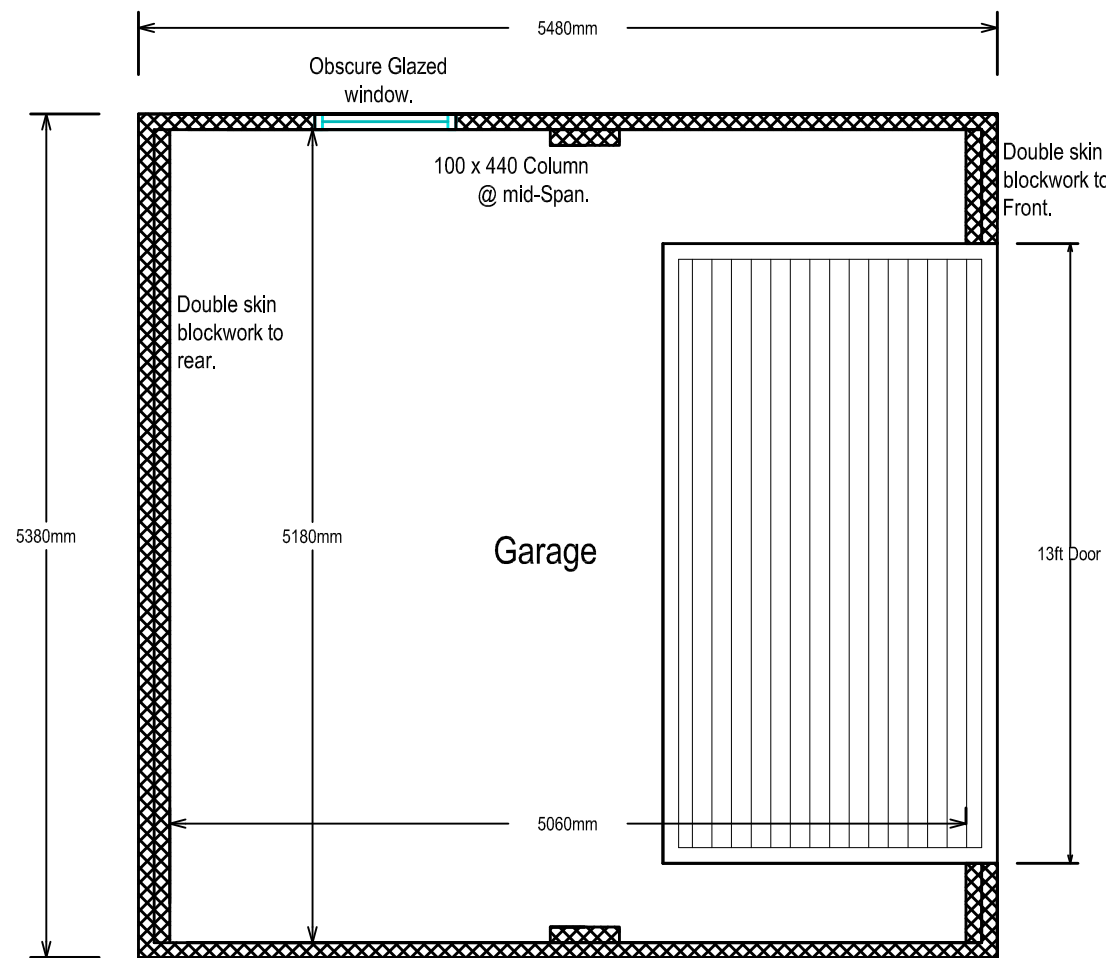 5480mm
Obscure Glazed
window.
100 x 440 Column
@ mid-Span.
Double skin
blockwork to
Front.
Double skin
blockwork to
rear.
5380mm
5180mm
Garage
13ft Door
5060mm